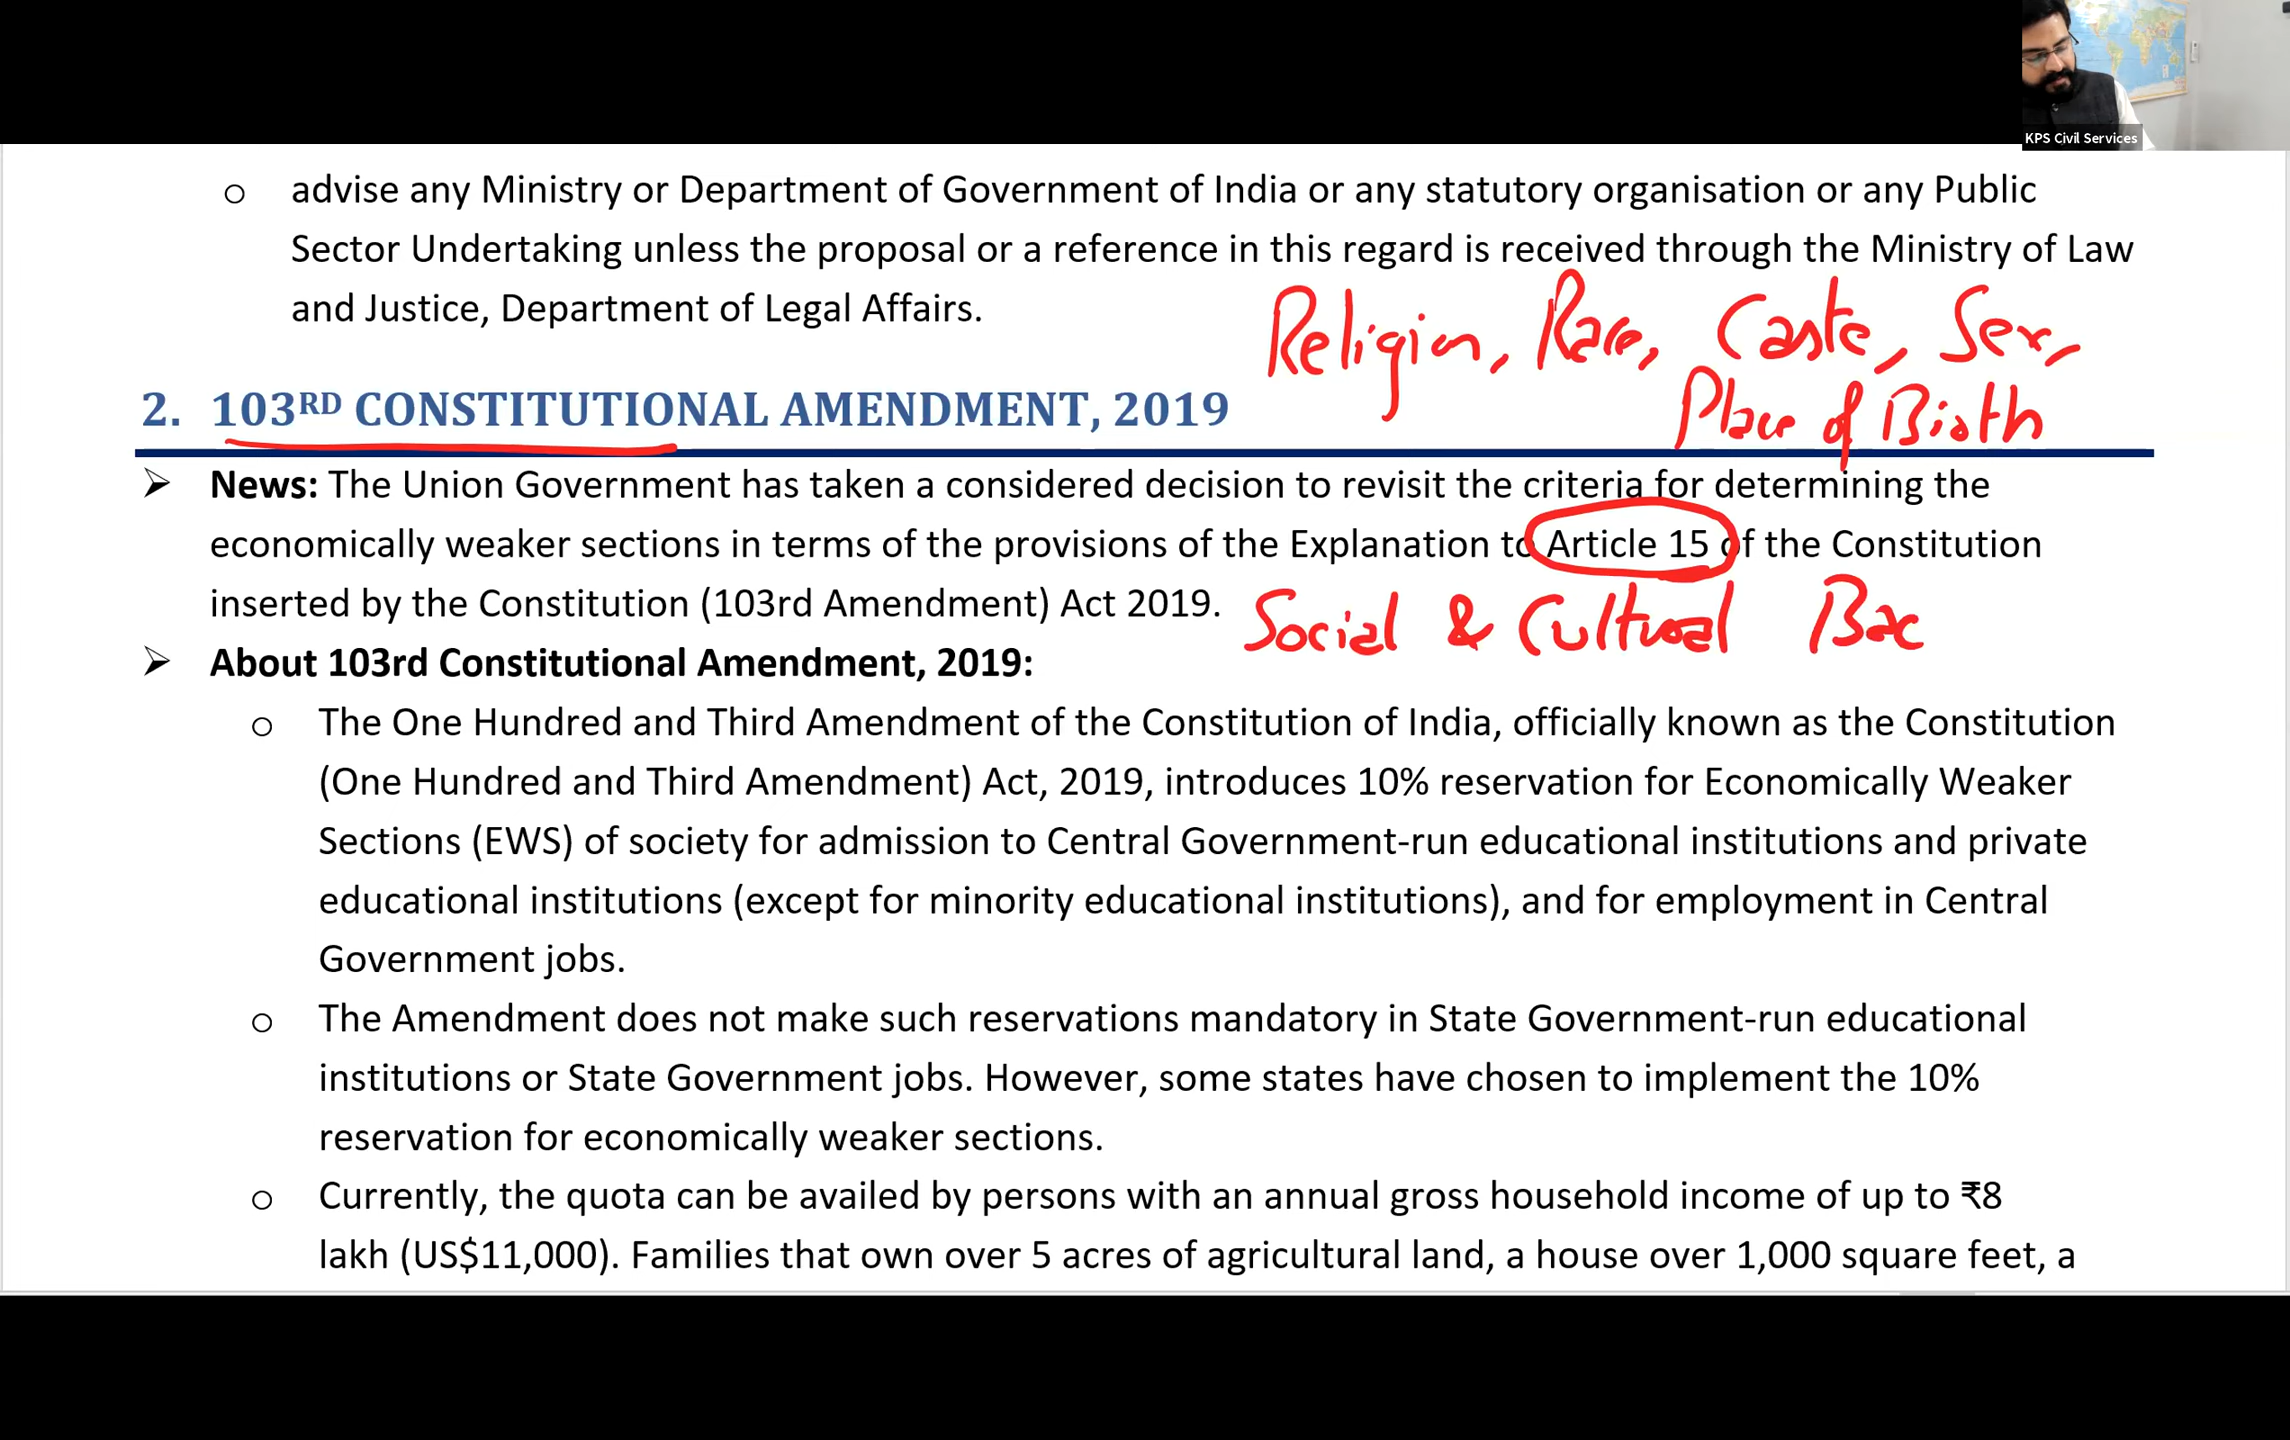 KPS Civil Services
o advise any Ministry or Department of Government of India or any statutory organisation or any Public
Sector Undertaking unless the proposal or a reference in this regard is received through the Ministry of Law
and Justice, Department of Legal Affairs.
Religion, Race, Caste, Sex,
Place of Birth
2. 103RD CONSTITUTIONAL AMENDMENT, 2019
➢ News: The Union Government has taken a considered decision to revisit the criteria for determining the
economically weaker sections in terms of the provisions of the Explanation to Article 15 of the Constitution
inserted by the Constitution (103rd Amendment) Act 2019.
Social & Cultural Bac
➢ About 103rd Constitutional Amendment, 2019:
o The One Hundred and Third Amendment of the Constitution of India, officially known as the Constitution
(One Hundred and Third Amendment) Act, 2019, introduces 10% reservation for Economically Weaker
Sections (EWS) of society for admission to Central Government-run educational institutions and private
educational institutions (except for minority educational institutions), and for employment in Central
Government jobs.
o The Amendment does not make such reservations mandatory in State Government-run educational
institutions or State Government jobs. However, some states have chosen to implement the 10%
reservation for economically weaker sections.
o Currently, the quota can be availed by persons with an annual gross household income of up to ₹8
lakh (US$11,000). Families that own over 5 acres of agricultural land, a house over 1,000 square feet, a